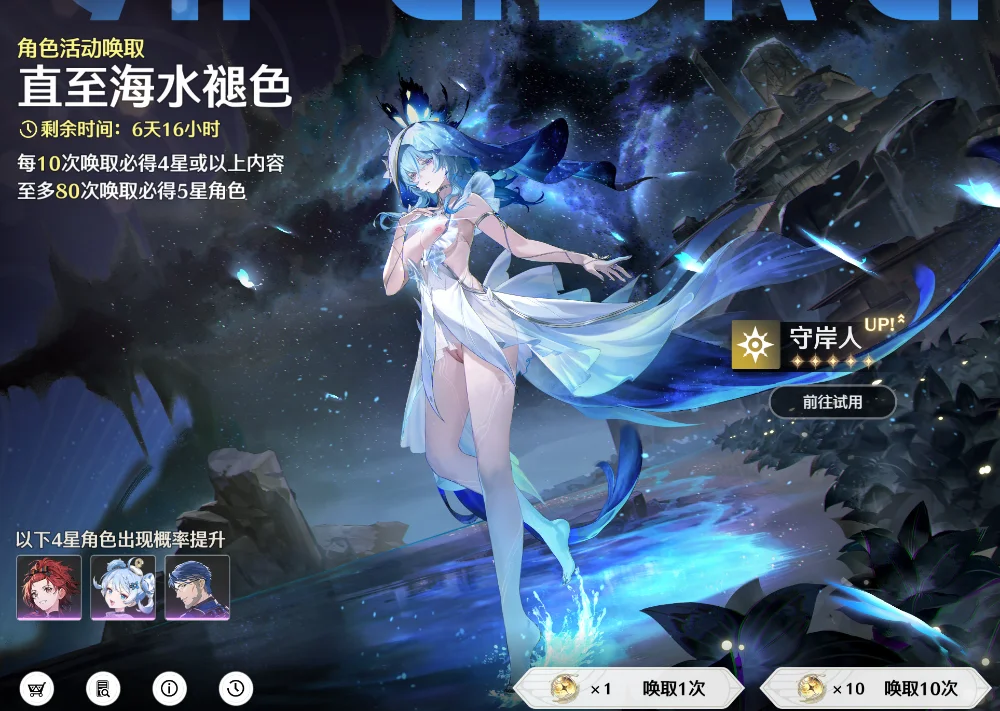 角色活动唤取
直至海水褪色
剩余时间：6天16小时
每10次唤取必得4星或以上内容
至多80次唤取必得5星角色
守岸人 UP!
前往试用
以下4星角色出现概率提升
×1 唤取1次
×10 唤取10次